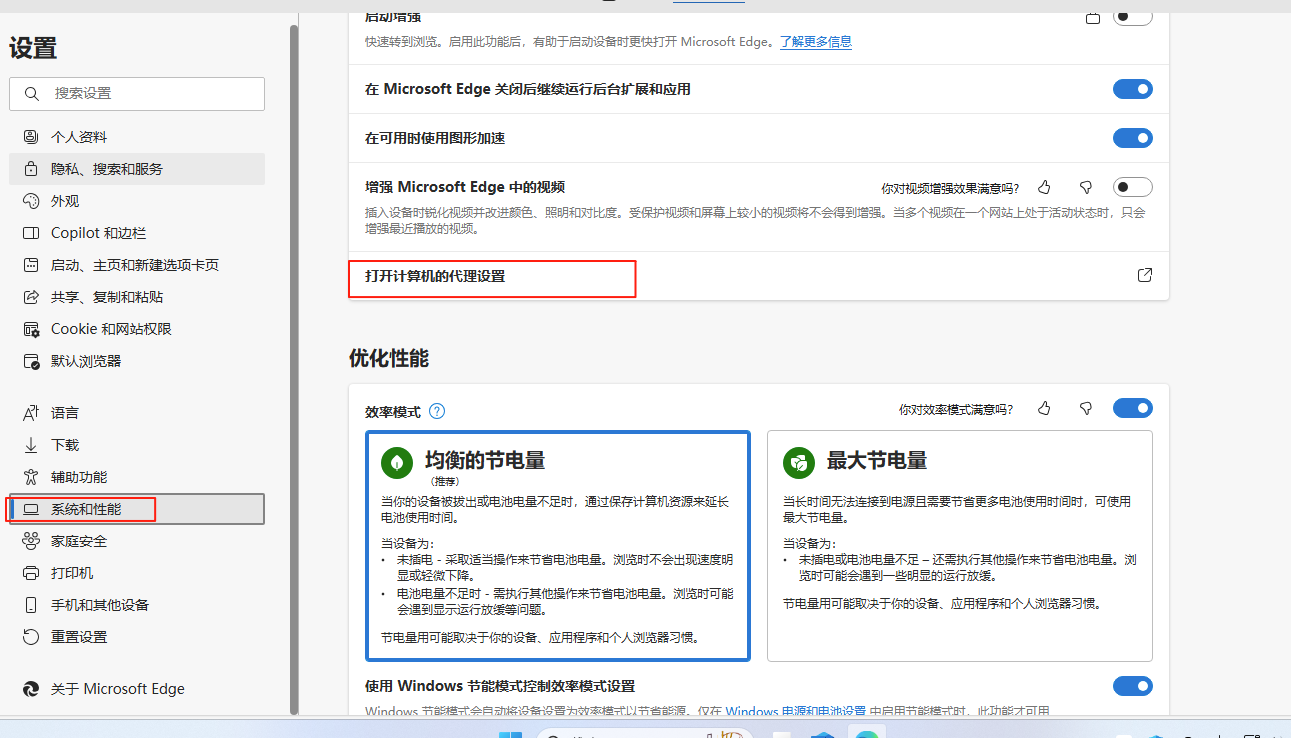 设置
搜索设置
个人资料
隐私、搜索和服务
外观
Copilot 和边栏
启动、主页和新建选项卡页
共享、复制和粘贴
Cookie 和网站权限
默认浏览器
语言
下载
辅助功能
系统和性能
家庭安全
打印机
手机和其他设备
重置设置
关于 Microsoft Edge
启动增强
快速转到浏览。启用此功能后，有助于启动设备时更快打开 Microsoft Edge。了解更多信息
在 Microsoft Edge 关闭后继续运行后台扩展和应用
在可用时使用图形加速
增强 Microsoft Edge 中的视频
你对视频增强效果满意吗?
插入设备时锐化视频并改进颜色、照明和对比度。受保护视频和屏幕上较小的视频将不会得到增强。当多个视频在一个网站上处于活动状态时，只会
增强最近播放的视频。
打开计算机的代理设置
优化性能
效率模式
你对效率模式满意吗?
均衡的节电量
（推荐）
当你的设备被拔出或电池电量不足时，通过保存计算机资源来延长
电池使用时间。
当设备为：
• 未插电 - 采取适当操作来节省电池电量。浏览时不会出现速度明
显或轻微下降。
• 电池电量不足时 - 需执行其他操作来节省电池电量。浏览时可能
会遇到显示运行放缓等问题。
节电量用可能取决于你的设备、应用程序和个人浏览器习惯。
最大节电量
当长时间无法连接到电源且需要节省更多电池使用时间时，可使用
最大节电量。
当设备为：
• 未插电或电池电量不足 – 还需执行其他操作来节省电池电量。浏
览时可能会遇到一些明显的运行放缓。
节电量用可能取决于你的设备、应用程序和个人浏览器习惯。
使用 Windows 节能模式控制效率模式设置
Windows 节能模式会自动将设备设置为效率模式以节省能源。仅在 Windows 电源和电池设置 中启用节能模式时，此功能才可用